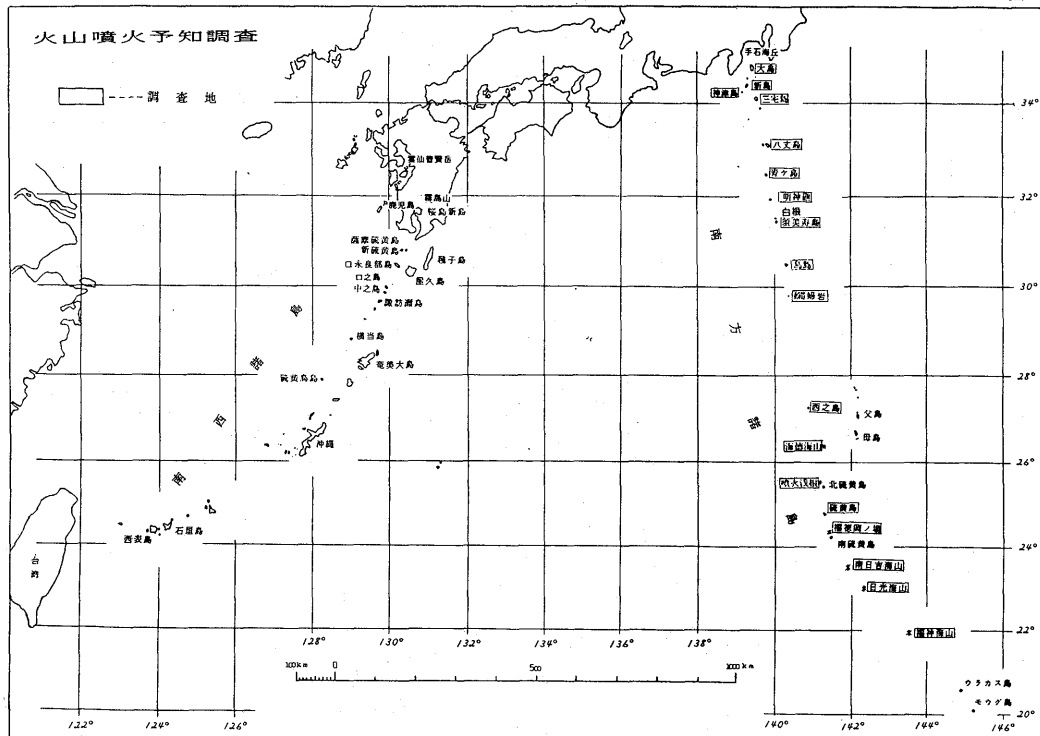 火山噴火予知調査
調査地
手石海丘
大島
新島
神津島
三宅島
34°
八丈島
青ケ島
雲仙普賢岳
霧島山
鹿児島
桜島新島
32°
明神礁
白根
須美寿島
薩摩硫黄島
新硫黄島
種子島
口永良部島
屋久島
鳥島
口之島
中之島
諏訪瀬島
30°
孀婦岩
横当島
奄美大島
硫黄鳥島
28°
西之島
父島
母島
沖縄
海形海山
26°
噴火浅根
北硫黄島
硫黄島
福徳岡ノ場
南硫黄島
24°
石垣島
西表島
台湾
南日吉海山
日光海山
南西諸島
南方諸島
福神海山
22°
128°
130°
132°
134°
136°
138°
100km
0
500
1000km
ウラカス島
モウグ島
20°
122°
124°
126°
140°
142°
144°
146°